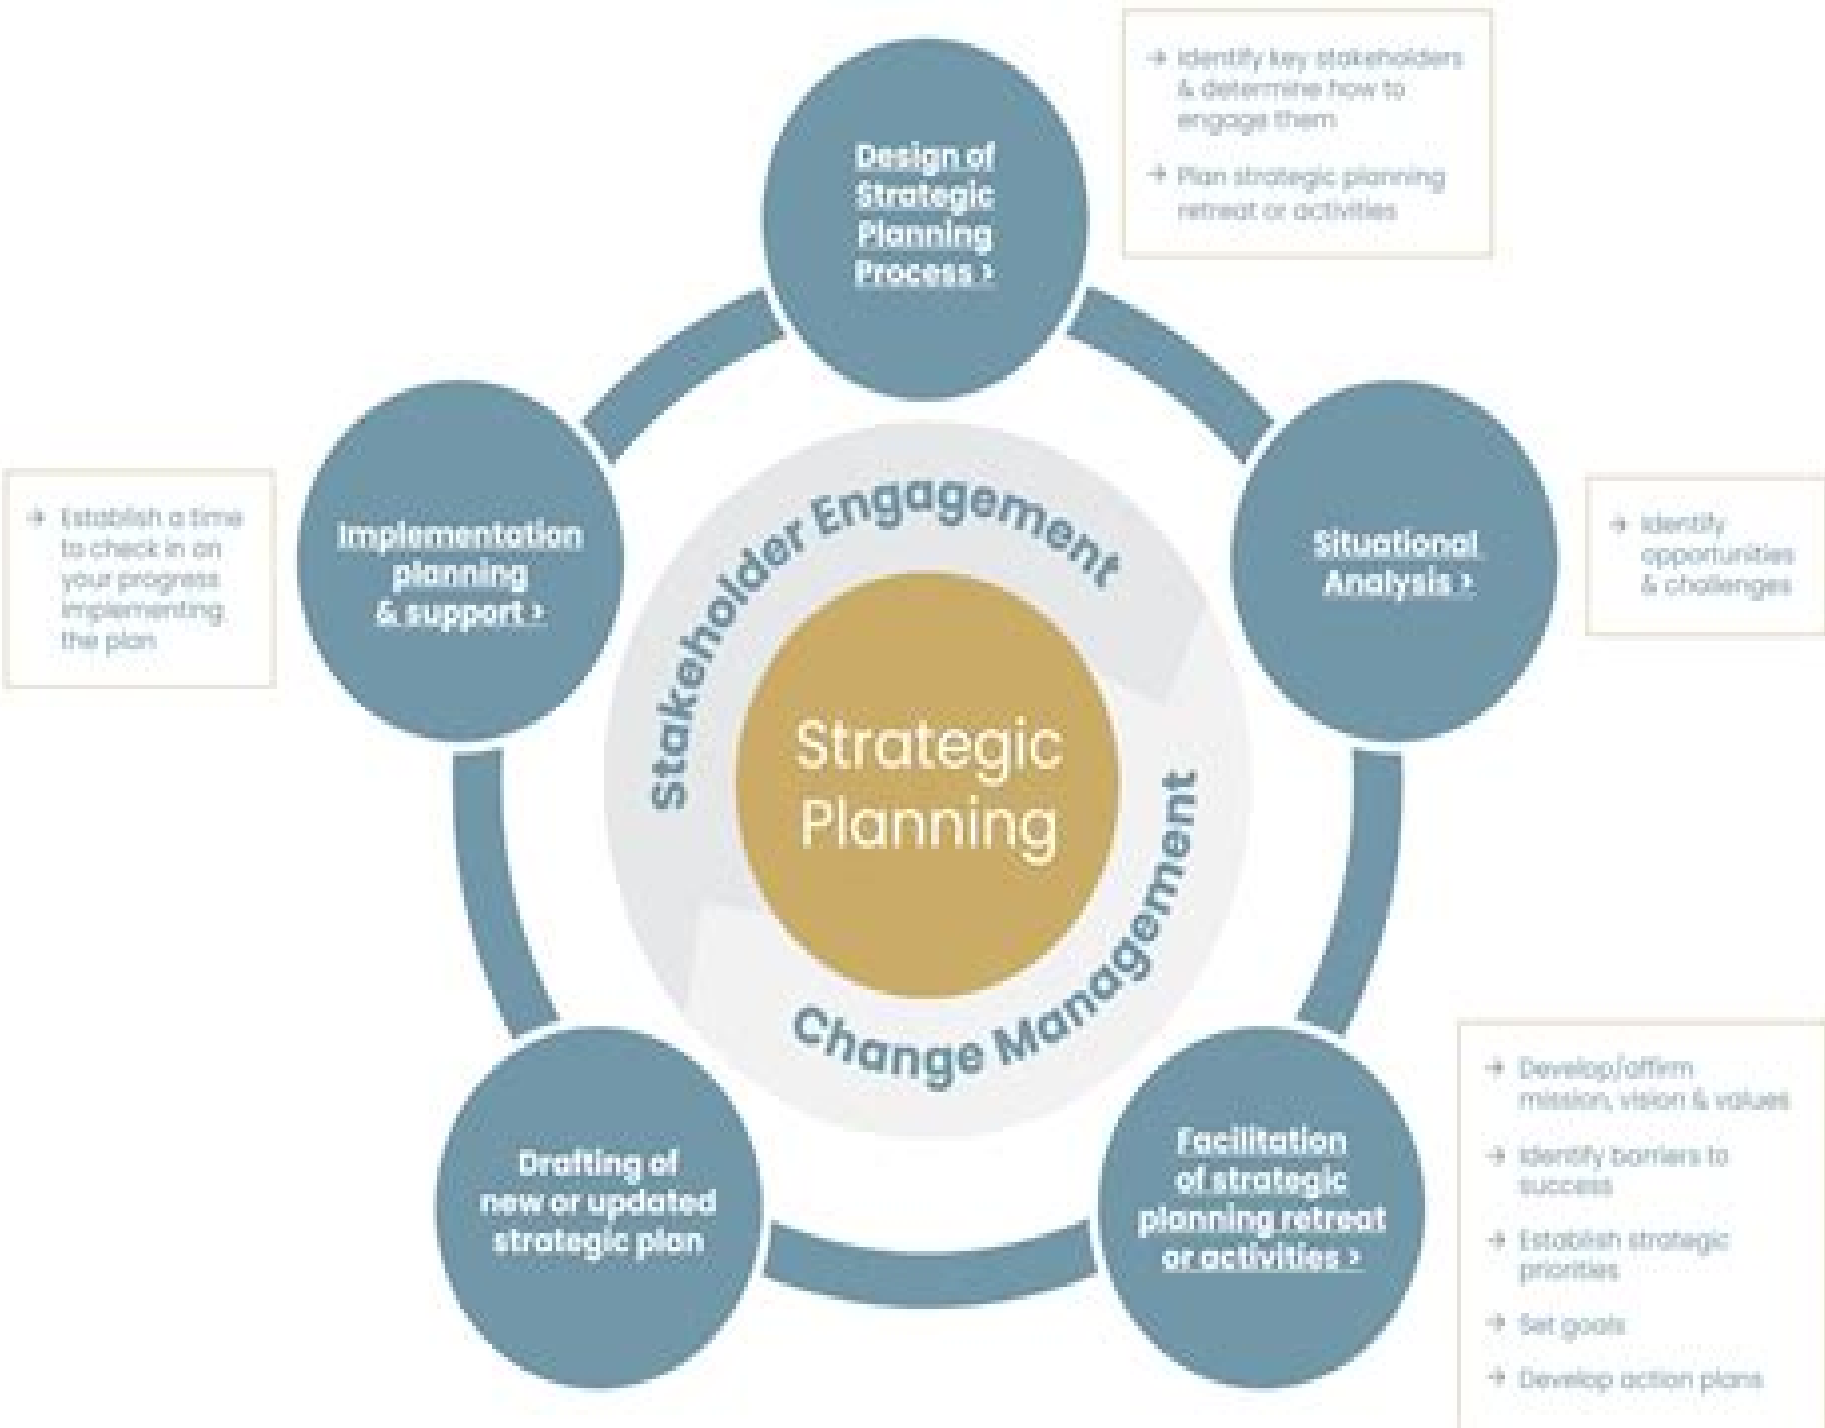 Design of
Strategic
Planning
Process >
→ Identify key stakeholders
& determine how to
engage them
→ Plan strategic planning
retreat or activities
Situational
Analysis >
→ Identify
opportunities
& challenges
Facilitation
of strategic
planning retreat
or activities >
→ Develop/affirm
mission, vision & values
→ Identify barriers to
success
→ Establish strategic
priorities
→ Set goals
→ Develop action plans
Drafting of
new or updated
strategic plan
Implementation
planning
& support >
→ Establish a time
to check in on
your progress
implementing
the plan
Stakeholder Engagement
Change Management
Strategic
Planning